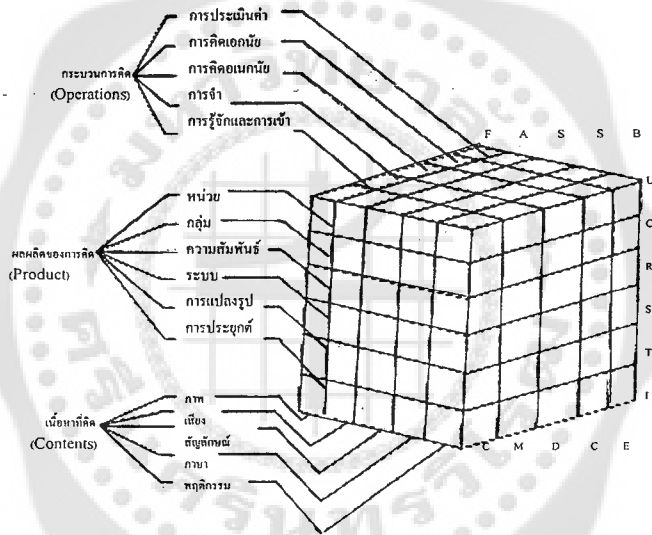 การประเมินค่า
การคิดเอกนัย
การคิดอเนกนัย
การจำ
การรู้จักและการเข้า
กระบวนการคิด
(Operations)
F A S S B
หน่วย
กลุ่ม
ความสัมพันธ์
ระบบ
การแปลงรูป
การประยุกต์
ผลผลิตของการคิด
(Product)
U
C
R
S
T
I
ภาพ
เสียง
สัญลักษณ์
ภาษา
พฤติกรรม
เนื้อหาที่คิด
(Contents)
C M D C E